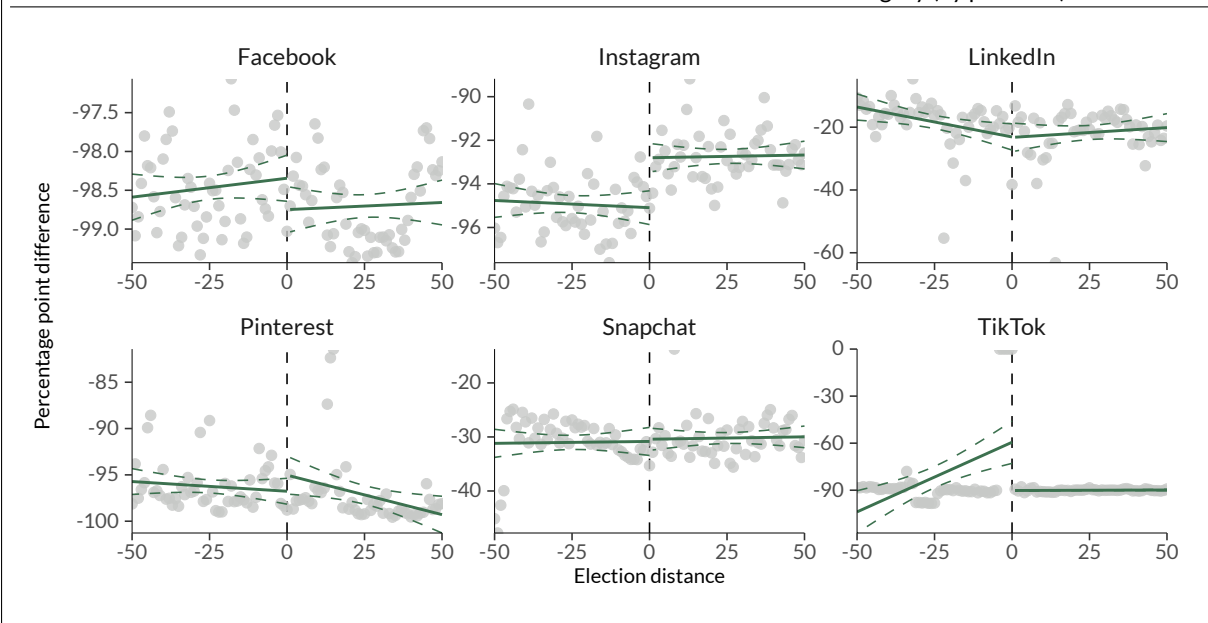 Facebook Instagram LinkedIn
-97.5 -98.0 -98.5 -99.0
-90 -92 -94 -96
-20 -40 -60
-50 -25 0 25 50 -50 -25 0 25 50 -50 -25 0 25 50
Percentage point difference
Pinterest Snapchat TikTok
-85 -90 -95 -100
-20 -30 -40
0 -30 -60 -90
-50 -25 0 25 50 -50 -25 0 25 50 -50 -25 0 25 50
Election distance